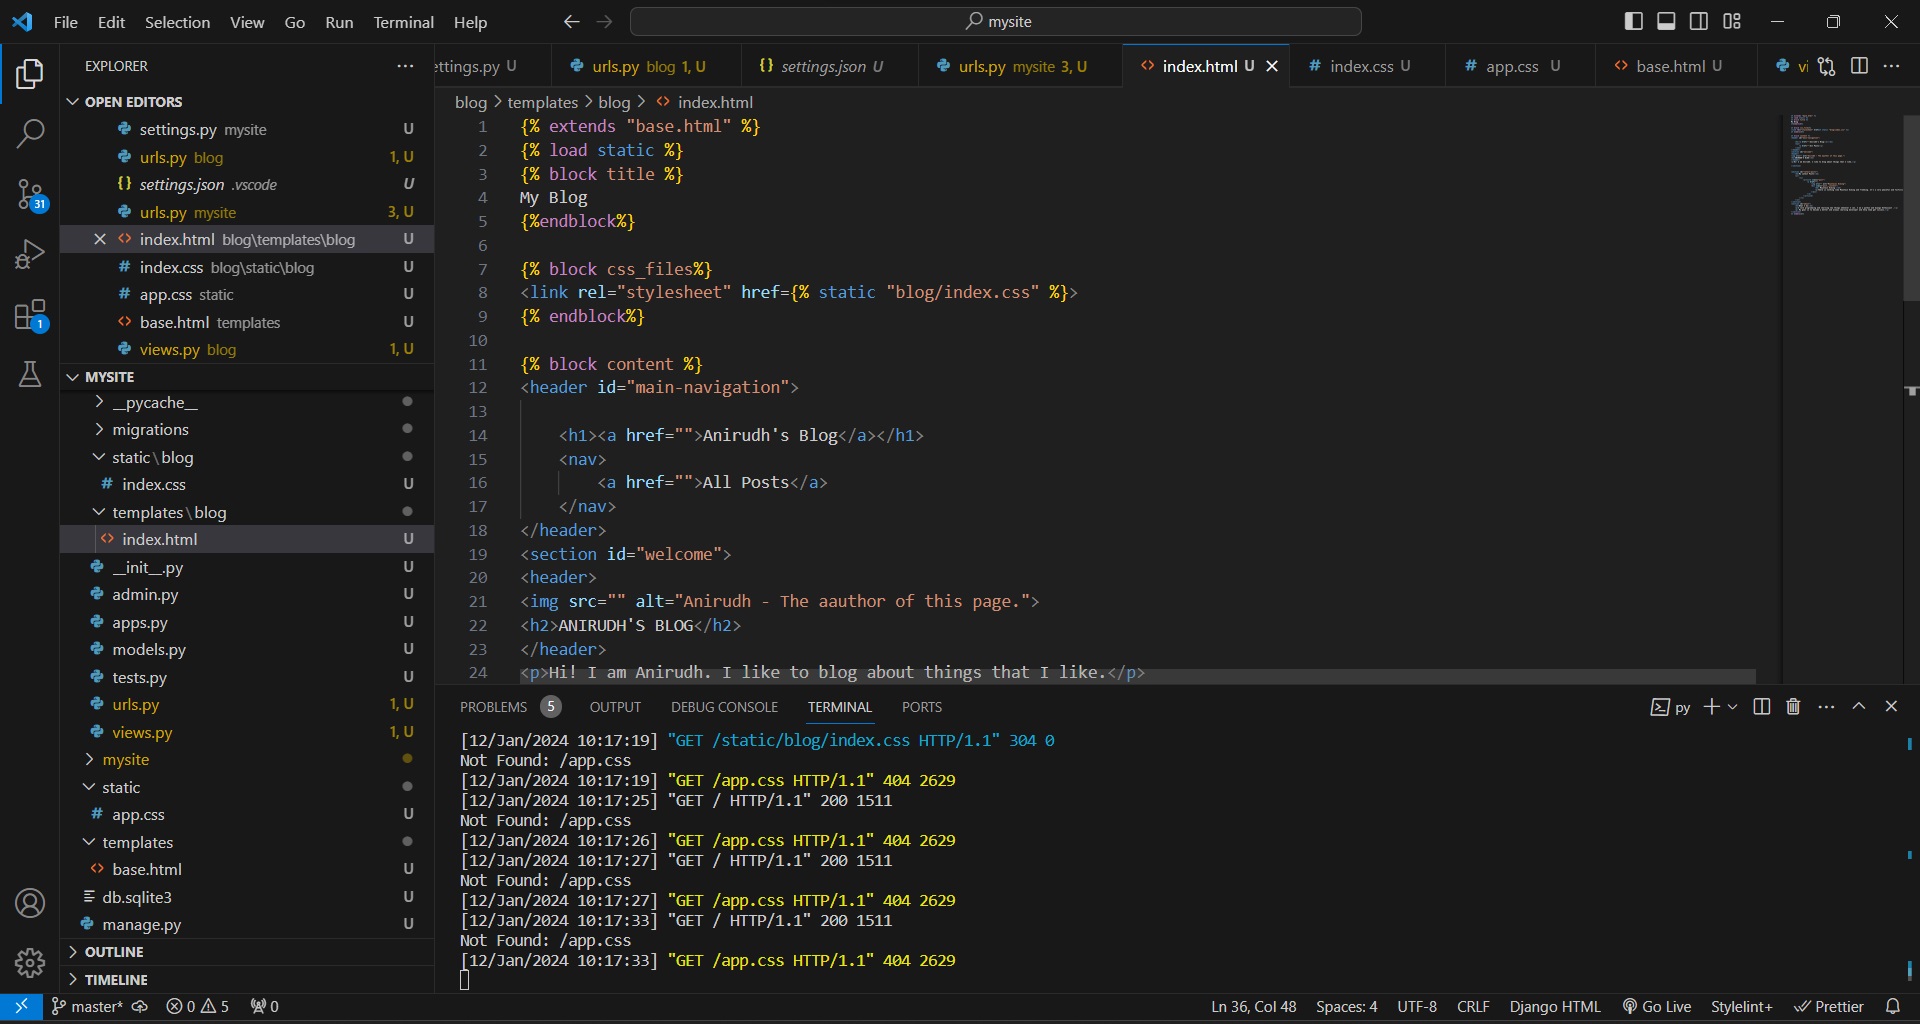 File Edit Selection View Go Run Terminal Help
mysite
EXPLORER
ettings.py U
urls.py blog 1, U
settings.json U
urls.py mysite 3, U
index.html U
index.css U
app.css U
base.html U
vi
OPEN EDITORS
settings.py mysite U
urls.py blog 1, U
settings.json .vscode U
urls.py mysite 3, U
index.html blog\templates\blog U
index.css blog\static\blog U
app.css static U
base.html templates U
views.py blog 1, U
MYSITE
__pycache__
migrations
static\blog
index.css U
templates\blog
index.html U
__init__.py U
admin.py U
apps.py U
models.py U
tests.py U
urls.py 1, U
views.py 1, U
mysite
static
app.css U
templates
base.html U
db.sqlite3 U
manage.py U
OUTLINE
TIMELINE
31
1
blog > templates > blog > index.html
1 {% extends "base.html" %}
2 {% load static %}
3 {% block title %}
4 My Blog
5 {%endblock%}
6
7 {% block css_files%}
8 <link rel="stylesheet" href={% static "blog/index.css" %}>
9 {% endblock%}
10
11 {% block content %}
12 <header id="main-navigation">
13
14 <h1><a href="">Anirudh's Blog</a></h1>
15 <nav>
16 <a href="">All Posts</a>
17 </nav>
18 </header>
19 <section id="welcome">
20 <header>
21 <img src="" alt="Anirudh - The aauthor of this page.">
22 <h2>ANIRUDH'S BLOG</h2>
23 </header>
24 <p>Hi! I am Anirudh. I like to blog about things that I like.</p>
PROBLEMS 5 OUTPUT DEBUG CONSOLE TERMINAL PORTS
py
[12/Jan/2024 10:17:19] "GET /static/blog/index.css HTTP/1.1" 304 0
Not Found: /app.css
[12/Jan/2024 10:17:19] "GET /app.css HTTP/1.1" 404 2629
[12/Jan/2024 10:17:25] "GET / HTTP/1.1" 200 1511
Not Found: /app.css
[12/Jan/2024 10:17:26] "GET /app.css HTTP/1.1" 404 2629
[12/Jan/2024 10:17:27] "GET / HTTP/1.1" 200 1511
Not Found: /app.css
[12/Jan/2024 10:17:27] "GET /app.css HTTP/1.1" 404 2629
[12/Jan/2024 10:17:33] "GET / HTTP/1.1" 200 1511
Not Found: /app.css
[12/Jan/2024 10:17:33] "GET /app.css HTTP/1.1" 404 2629
master* 0 5 0
Ln 36, Col 48 Spaces: 4 UTF-8 CRLF Django HTML Go Live Stylelint+ Prettier